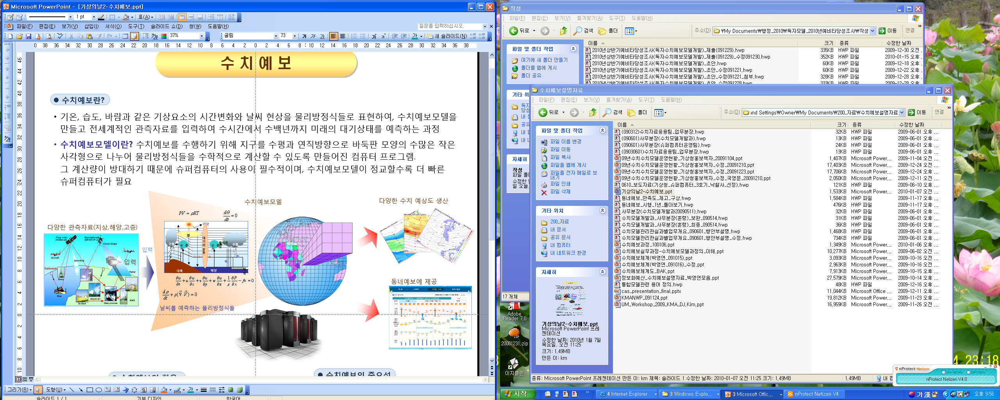 Microsoft PowerPoint - [기상의날2-수치예보.ppt]
1 pt
표(A)
파일(F) 편집(E) 보기(V) 삽입(I) 서식(O) 도구(T) 슬라이드 쇼(D) 창(W) 도움말(H)
질문을 입력하십시오.
37%
굴림
73
가 가 가
새 슬라이드(N)
수 치 예 보
수치예보란?
• 기온, 습도, 바람과 같은 기상요소의 시간변화와 날씨 현상을 물리방정식들로 표현하여, 수치예보모델을
만들고 전세계적인 관측자료를 입력하여 수시간에서 수백년까지 미래의 대기상태를 예측하는 과정
• 수치예보모델이란? 수치예보를 수행하기 위해 지구를 수평과 연직방향으로 바둑판 모양의 수많은 작은
사각형으로 나누어 물리방정식들을 수학적으로 계산할 수 있도록 만들어진 컴퓨터 프로그램.
그 계산량이 방대하기 때문에 슈퍼컴퓨터의 사용이 필수적이며, 수치예보모델이 정교할수록 더 빠른
슈퍼컴퓨터가 필요
수치예보모델
다양한 수치 예상도 생산
PV = ρRT
dθ/dt = 0
다양한 관측자료(지상,해양,고층)
Polar orbit
(NOAA-18)
Geostationary
Cloud Image
Aircraft
Sounding
입력
Radar
Buoy
Ship
Surface
Upper-air
Data process
AWS
입력
태양
열
구름
대기의 운동
구름
대륙
해양
∂u/∂t + u ∂u/∂x + v ∂u/∂y + w ∂u/∂z + 1/ρ ∂P/∂x − fv = 0
dρ/dt + ρ(∇·V) = 0
날씨를 예측하는 물리방정식들
동네예보에 제공
수치예보의 활용
수치예보의 중요성
그리기(R) 도형(U)
슬라이드 1 / 1 기본 디자인 한국어
작성
파일(F) 편집(E) 보기(V) 즐겨찾기(A) 도구(T) 도움말(H)
뒤로 검색 폴더
주소(D) ₩My Documents₩행정_2010₩독자모델_2010년예비타당성조사₩작성 이동 연결
파일 및 폴더 작업
여기에 새 폴더 만들기
폴더를 웹에 게시
폴더 공유
기타 위
내 문
공유
내 컴
내 네
자세히
작성
파일 폴더
수정한 날
일 오늘,
17 개체
이름 크기 종류 수정한 날짜
2010년상반기예비타당성조사(독자수치예보모델개발)_제출(091229).hwp 335KB HWP 파일 2009-12-30 오전
2010년상반기예비타당성조사(독자수치예보모델개발)_제출(091229)_수정091230.hwp 352KB HWP 파일 2010-01-15 오후
2010년상반기예비타당성조사(독자수치예보모델개발)_초안.hwp 60KB HWP 파일 2009-12-18 오후
2010년상반기예비타당성조사(독자수치예보모델개발)_초안_수정091221.hwp 60KB HWP 파일 2009-12-22 오후
2010년상반기예비타당성조사(독자수치예보모델개발)_초안_수정091221_첨부.hwp 328KB HWP 파일 2009-12-28 오후
2010년상반기예비타당성조사(독자수치예보모델개발)_초안_수정091228.hwp 333KB HWP 파일 2009-12-28 오후
수치예보설명자료
파일(F) 편집(E) 보기(V) 즐겨찾기(A) 도구(T) 도움말(H)
뒤로 검색 폴더
주소(D) and Settings₩Owner₩My Documents₩200_자료₩수치예보설명자료 이동 연결
파일 및 폴더 작업
파일 이름 변경
파일 이동
파일 복사
파일을 웹에 게시
파일을 전자 메일로 보
내기
파일 인쇄
파일 삭제
기타 위치
200_자료
내 문서
공유 문서
내 컴퓨터
내 네트워크 환경
자세히
기상의날2-수치예보.ppt
Microsoft PowerPoint 프레
젠테이션
수정한 날짜: 2010년 1월 7일
목요일, 오전 11:25
크기: 1.49MB
만든 이: km
이름 크기 종류 수정한 날짜
(090312)수치자료응용팀_업무분장.hwp 32KB HWP 파일 2009-06-01 오후 ...
(090601)사무분장(수치모델개발과).hwp 13KB HWP 파일 2009-06-01 오후 ...
(090601)사무분장(슈퍼컴퓨터운영팀).hwp 24KB HWP 파일 2009-06-01 오후 ...
(09030601)수치자료응용팀_업무분장.hwp 13KB HWP 파일 2009-06-01 오후 ...
09년수치수치모델운영현황_기상청홍보책자_20091104.ppt 1,407KB Microsoft Power... 2009-11-04 오후 ...
09년수치수치모델운영현황_기상청홍보책자_수정_20091210.ppt 17,403KB Microsoft Power... 2009-12-24 오후 ...
09년수치수치모델운영현황_기상청홍보책자_수정_20091223.ppt 17,706KB Microsoft Power... 2009-12-24 오후 ...
09년수치수치모델운영현황_기상청홍보책자_수정_국영문_20091210.ppt 2,050KB Microsoft Power... 2009-12-11 오후 ...
0610_보도자료(기상청_슈퍼컴퓨터_3호기_낙찰사_선정).hwp 121KB HWP 파일 2009-06-10 오후 ...
기상의날2-수치예보.ppt 1,533KB Microsoft Power... 2010-01-07 오전 ...
동네예보_만족도_제고_구상.hwp 1,584KB HWP 파일 2009-11-17 오전 ...
동네예보_시행_1년_돌아보기.hwp 476KB HWP 파일 2009-11-17 오전 ...
사무분장(수치모델개발과20090511).hwp 32KB HWP 파일 2009-06-01 오후 ...
수치모델개발과_사무분장(훈령)_보완_090514.hwp 31KB HWP 파일 2009-06-01 오후 ...
수치모델개발과_사무분장(훈령)_최종_090514.hwp 36KB HWP 파일 2009-06-01 오후 ...
수치모델관리관실과별업무개요_090601_행안부설명.hwp 1,468KB HWP 파일 2009-06-01 오후 ...
수치모델관리관실과별업무개요_090601_행안부설명_수정.hwp 734KB HWP 파일 2009-06-01 오후 ...
수치예보과정_100106.ppt 1,349KB Microsoft Power... 2010-01-06 오후 ...
수치예보실무과정-수치예보모델과정의_이해.ppt 10,277KB Microsoft Power... 2009-06-02 오후 ...
수치예보체계(박영연_091015).ppt 3,093KB Microsoft Power... 2009-10-16 오전 ...
수치예보체계(박영연_091016)_수정.ppt 2,963KB Microsoft Power... 2009-10-16 오전 ...
수치예보체계도_BAK.ppt 7,913KB Microsoft Power... 2009-10-15 오후 ...
정보화예산_수치예보설명자료_박영연모음.ppt 27,579KB Microsoft Power... 2009-10-14 오후 ...
통합모델관련 용어 정의.hwp 48KB HWP 파일 2009-12-16 오후 ...
cas_presentation_final.pptx 11,044KB Microsoft Office ... 2009-12-11 오후 ...
KMANWP_091124.ppt 19,812KB Microsoft Power... 2009-11-23 오후 ...
UM_Workshop_2009_KMA_DJ.Kim.ppt 16,959KB Microsoft Power... 2009-11-26 오전 ...
종류: Microsoft PowerPoint 프레젠테이션 만든 이: km 제목: 슬라이드 1 수정한 날짜: 2010-01-07 오전 11:25 크기: 1.49MB 1.49MB 내 컴
Adobe
Reader 7.0
ZIP
20081231.zip
이지클린
4 23:18
nProtect Netizen
ON-SCAN OPTION
nProtect Netizen V4.0
시작
4 Internet Explorer
3 Windows Explo...
3 Microsoft Offic...
nProtect Netizen V4
가 漢
오후 9:56